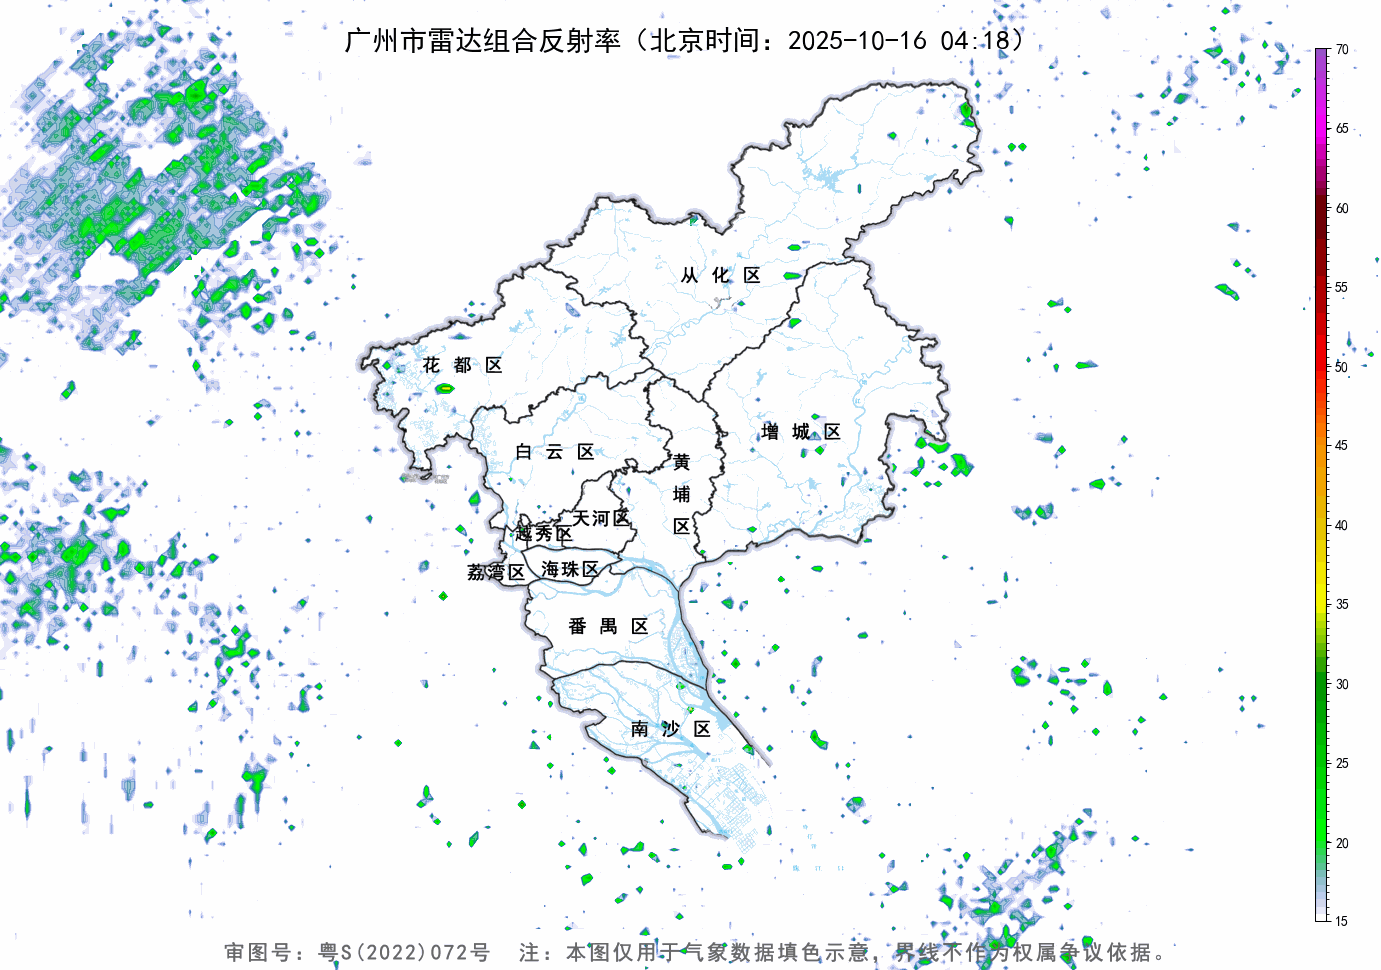 广州市雷达组合反射率（北京时间：2025-10-16 04:18）
70
65
60
55
50
45
40
35
30
25
20
15
从化区
花都区
增城区
白云区
黄埔区
天河区
越秀区
海珠区
荔湾区
番禺区
南沙区
审图号：粤S(2022)072号 注：本图仅用于气象数据填色示意，界线不作为权属争议依据。